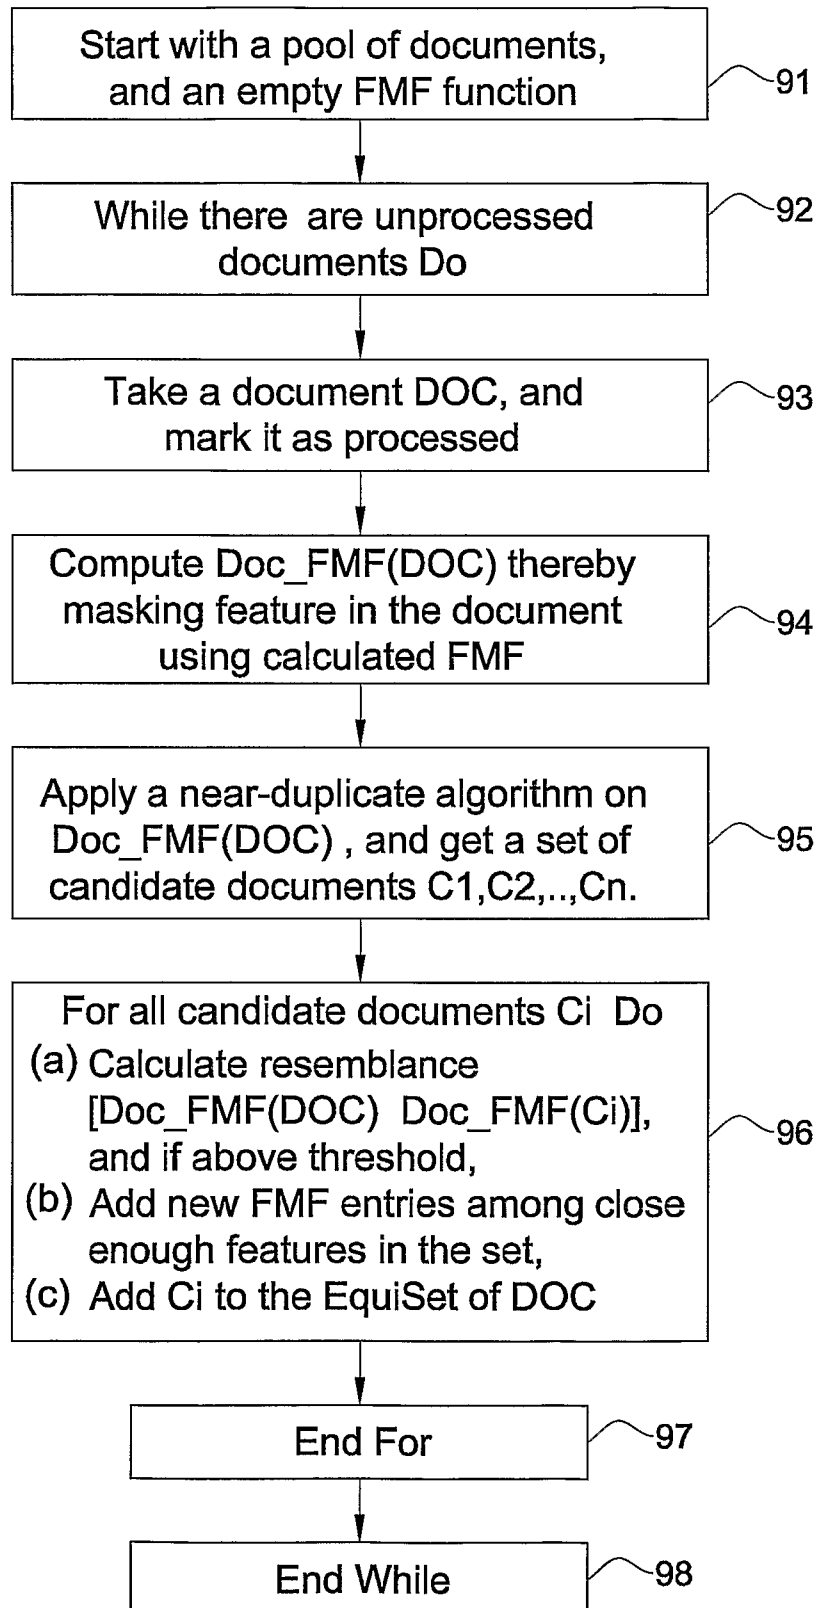 Start with a pool of documents,
and an empty FMF function
91
While there are unprocessed
documents Do
92
Take a document DOC, and
mark it as processed
93
Compute Doc_FMF(DOC) thereby
masking feature in the document
using calculated FMF
94
Apply a near-duplicate algorithm on
Doc_FMF(DOC) , and get a set of
candidate documents C1,C2,..,Cn.
95
For all candidate documents Ci Do
(a) Calculate resemblance
[Doc_FMF(DOC) Doc_FMF(Ci)],
and if above threshold,
(b) Add new FMF entries among close
enough features in the set,
(c) Add Ci to the EquiSet of DOC
96
End For
97
End While
98